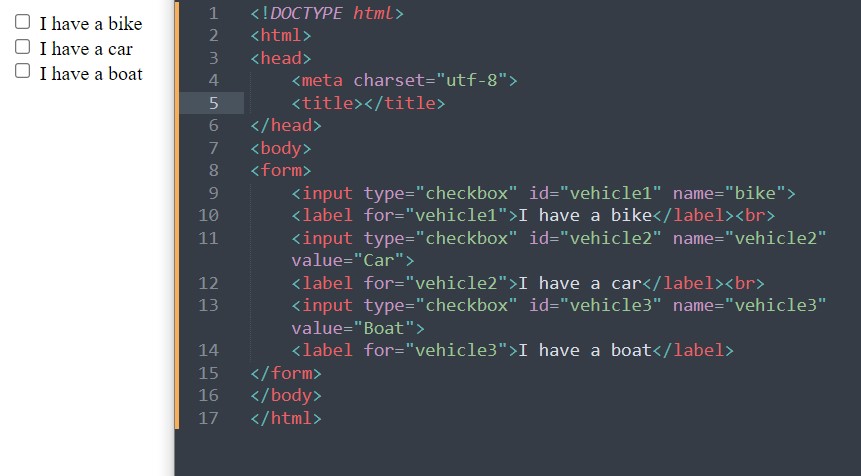 I have a bike
I have a car
I have a boat
1 <!DOCTYPE html>
2 <html>
3 <head>
4 <meta charset="utf-8">
5 <title></title>
6 </head>
7 <body>
8 <form>
9 <input type="checkbox" id="vehicle1" name="bike">
10 <label for="vehicle1">I have a bike</label><br>
11 <input type="checkbox" id="vehicle2" name="vehicle2"
value="Car">
12 <label for="vehicle2">I have a car</label><br>
13 <input type="checkbox" id="vehicle3" name="vehicle3"
value="Boat">
14 <label for="vehicle3">I have a boat</label>
15 </form>
16 </body>
17 </html>